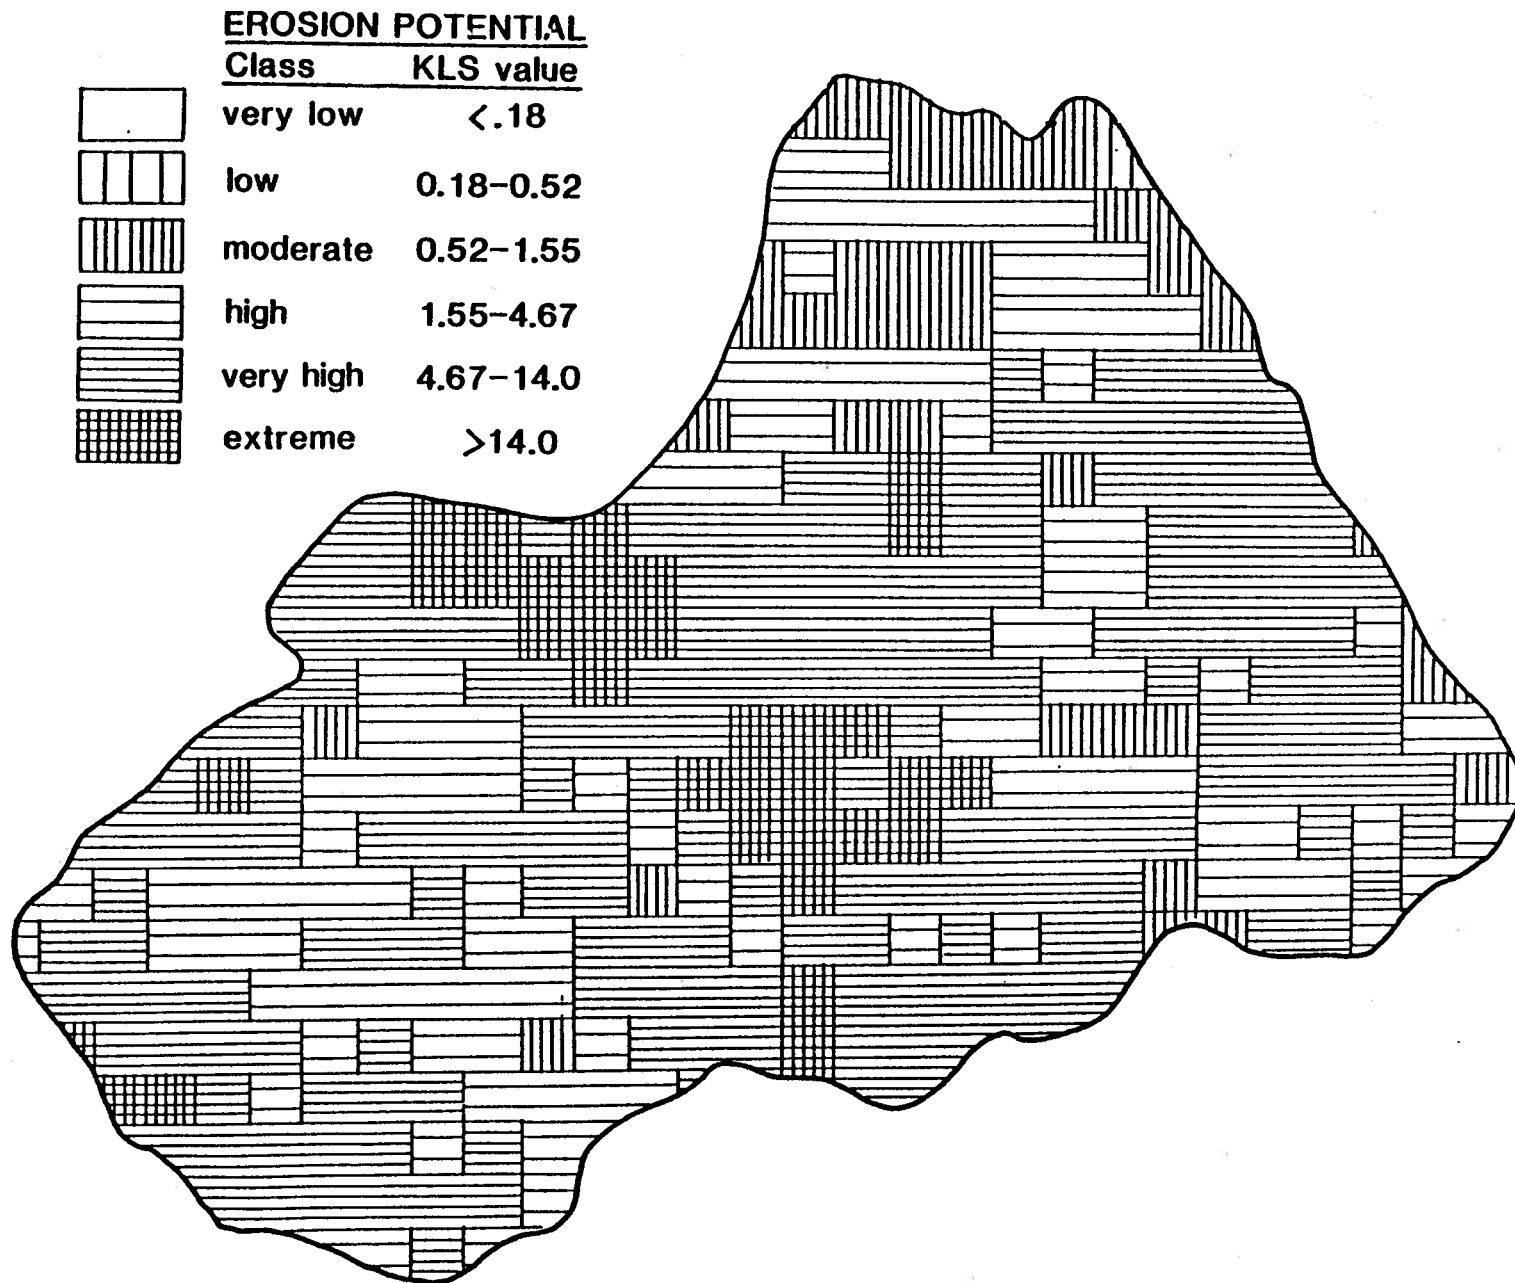 EROSION POTENTIAL
Class KLS value
very low <.18
low 0.18-0.52
moderate 0.52-1.55
high 1.55-4.67
very high 4.67-14.0
extreme >14.0